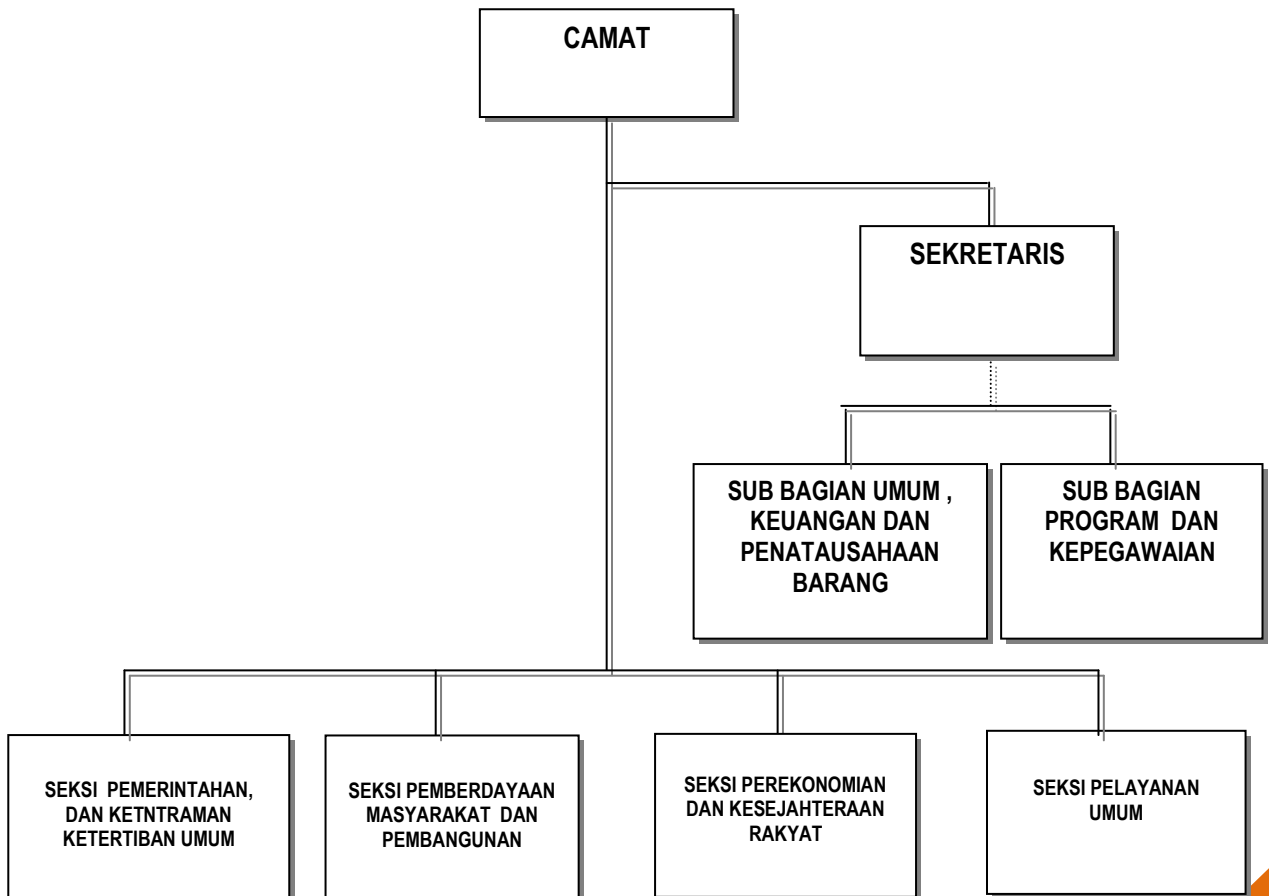 CAMAT
SEKRETARIS
SUB BAGIAN UMUM ,
KEUANGAN DAN
PENATAUSAHAAN
BARANG
SUB BAGIAN
PROGRAM DAN
KEPEGAWAIAN
SEKSI PEMERINTAHAN,
DAN KETNTRAMAN
KETERTIBAN UMUM
SEKSI PEMBERDAYAAN
MASYARAKAT DAN
PEMBANGUNAN
SEKSI PEREKONOMIAN
DAN KESEJAHTERAAN
RAKYAT
SEKSI PELAYANAN
UMUM